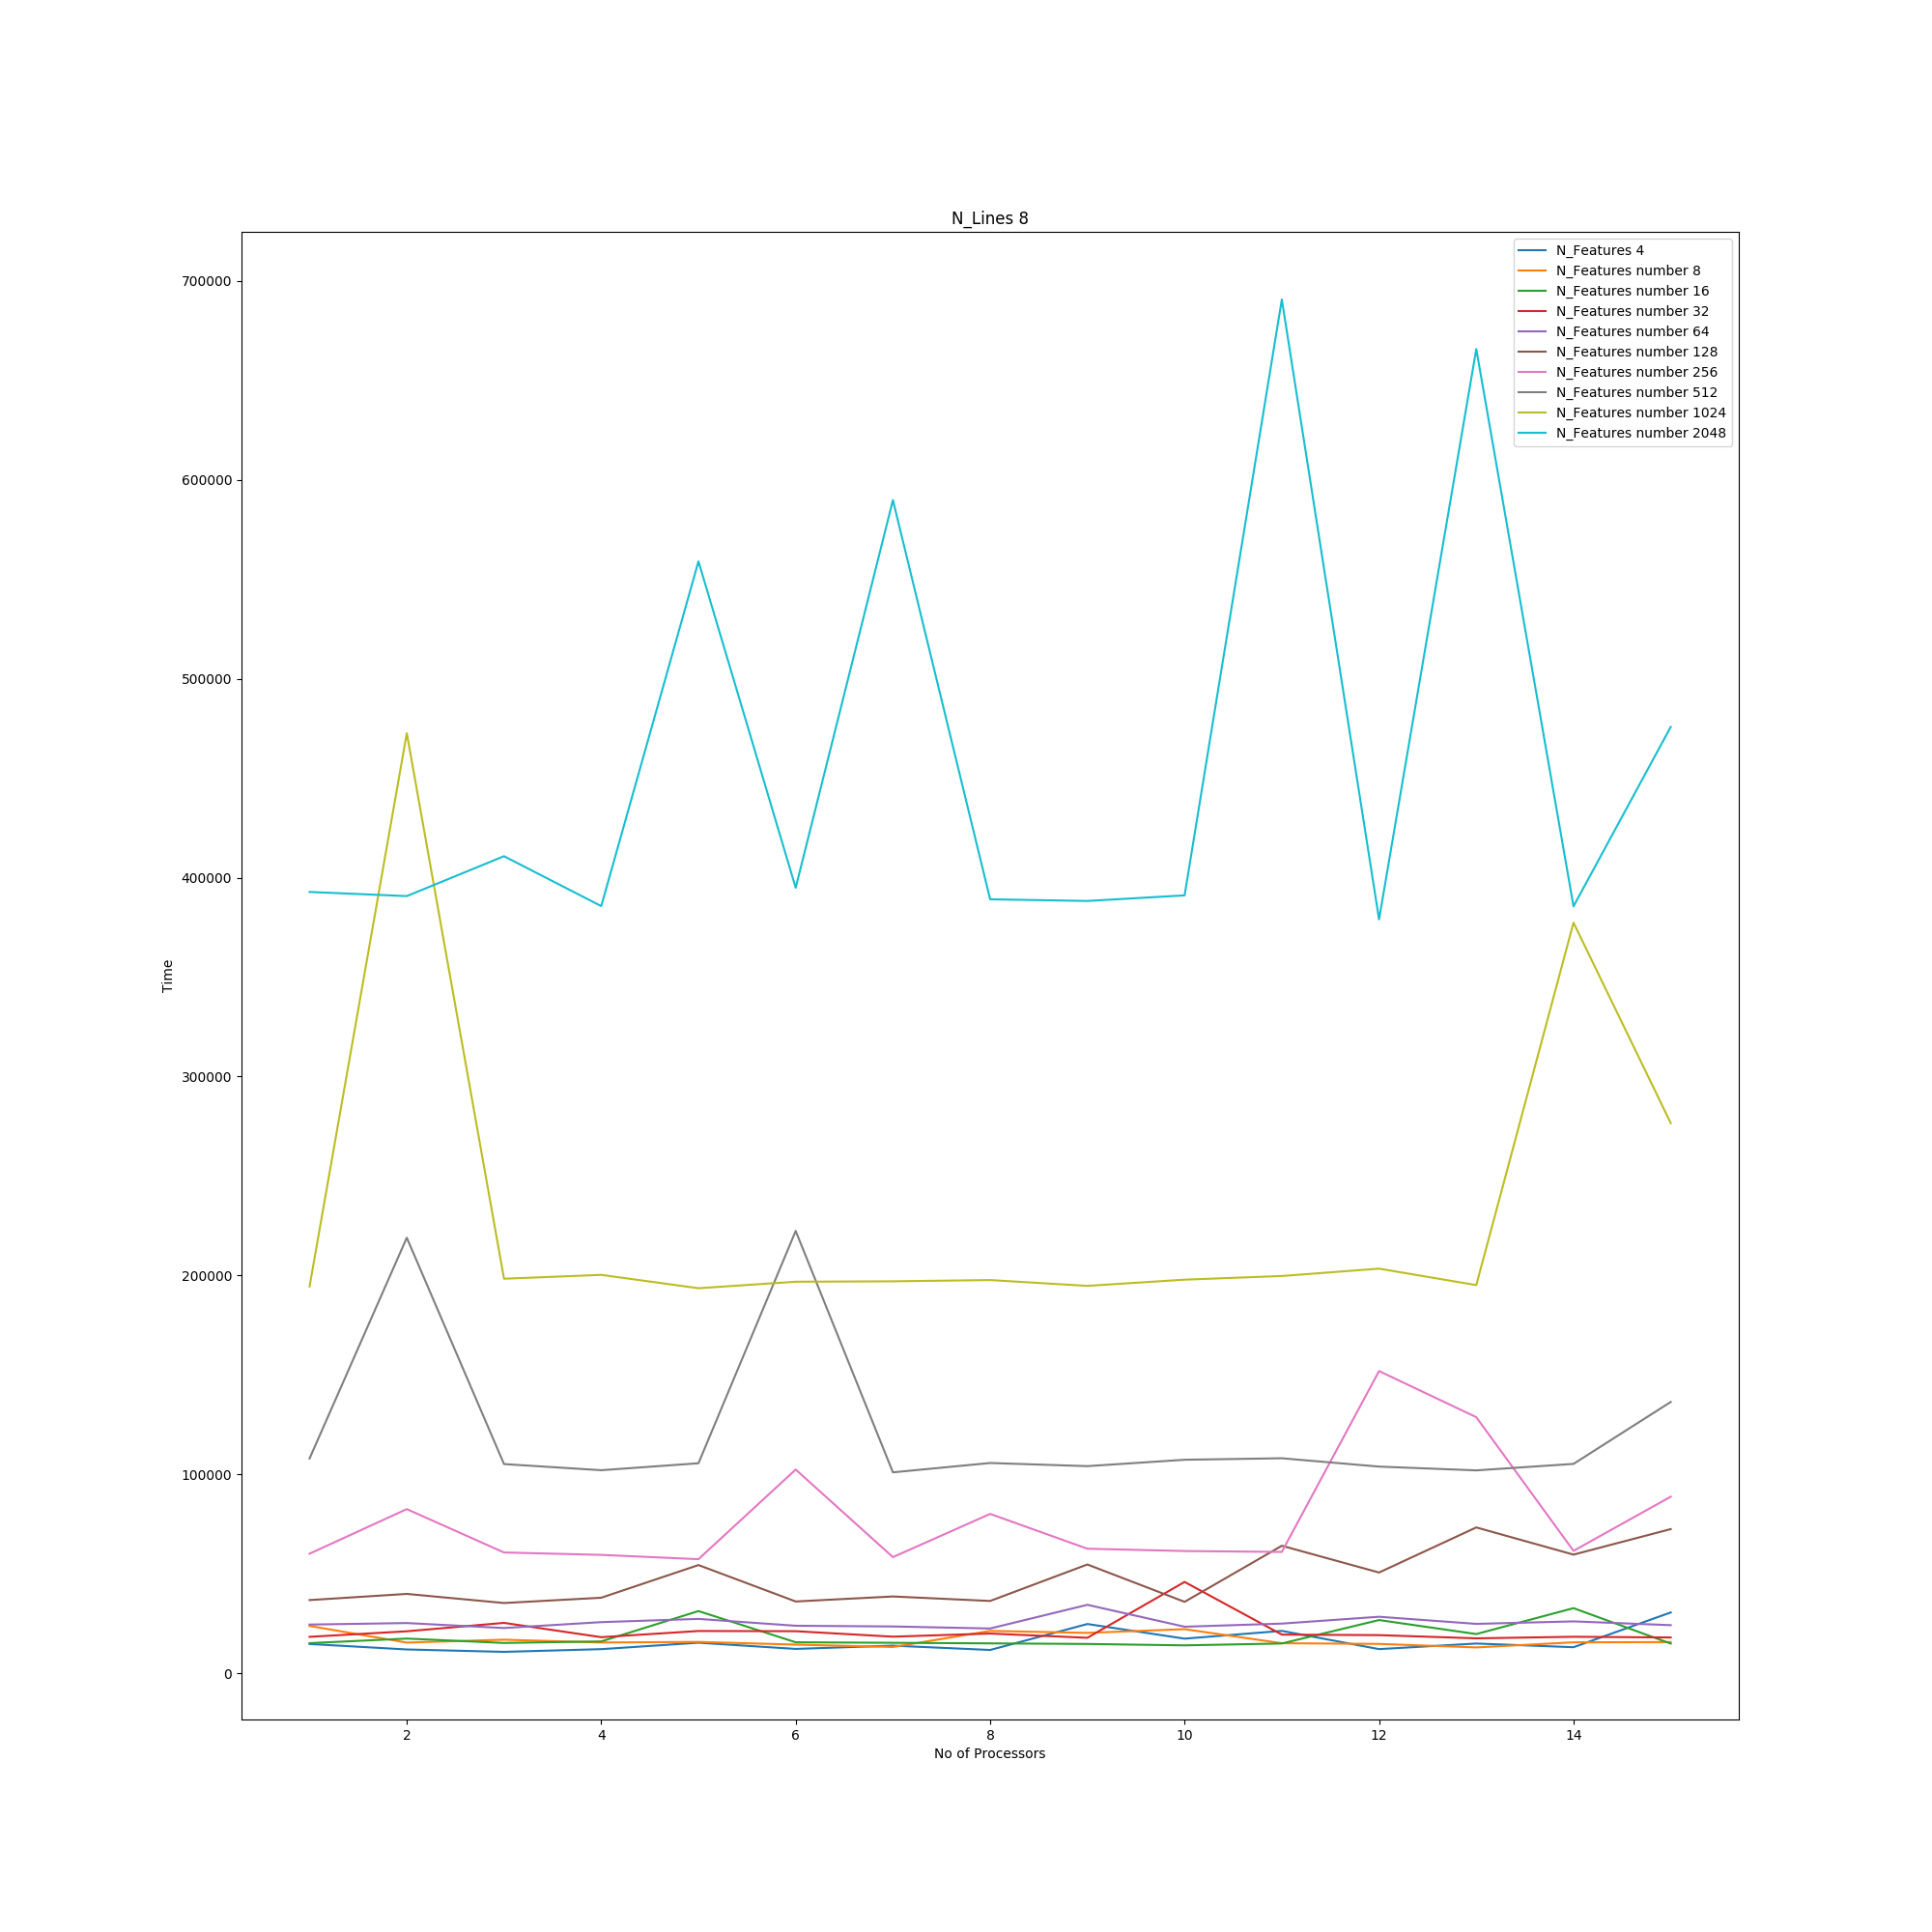 N_Lines 8
N_Features 4
N_Features number 8
N_Features number 16
N_Features number 32
N_Features number 64
N_Features number 128
N_Features number 256
N_Features number 512
N_Features number 1024
N_Features number 2048
700000
600000
500000
400000
300000
200000
100000
0
Time
2 4 6 8 10 12 14
No of Processors